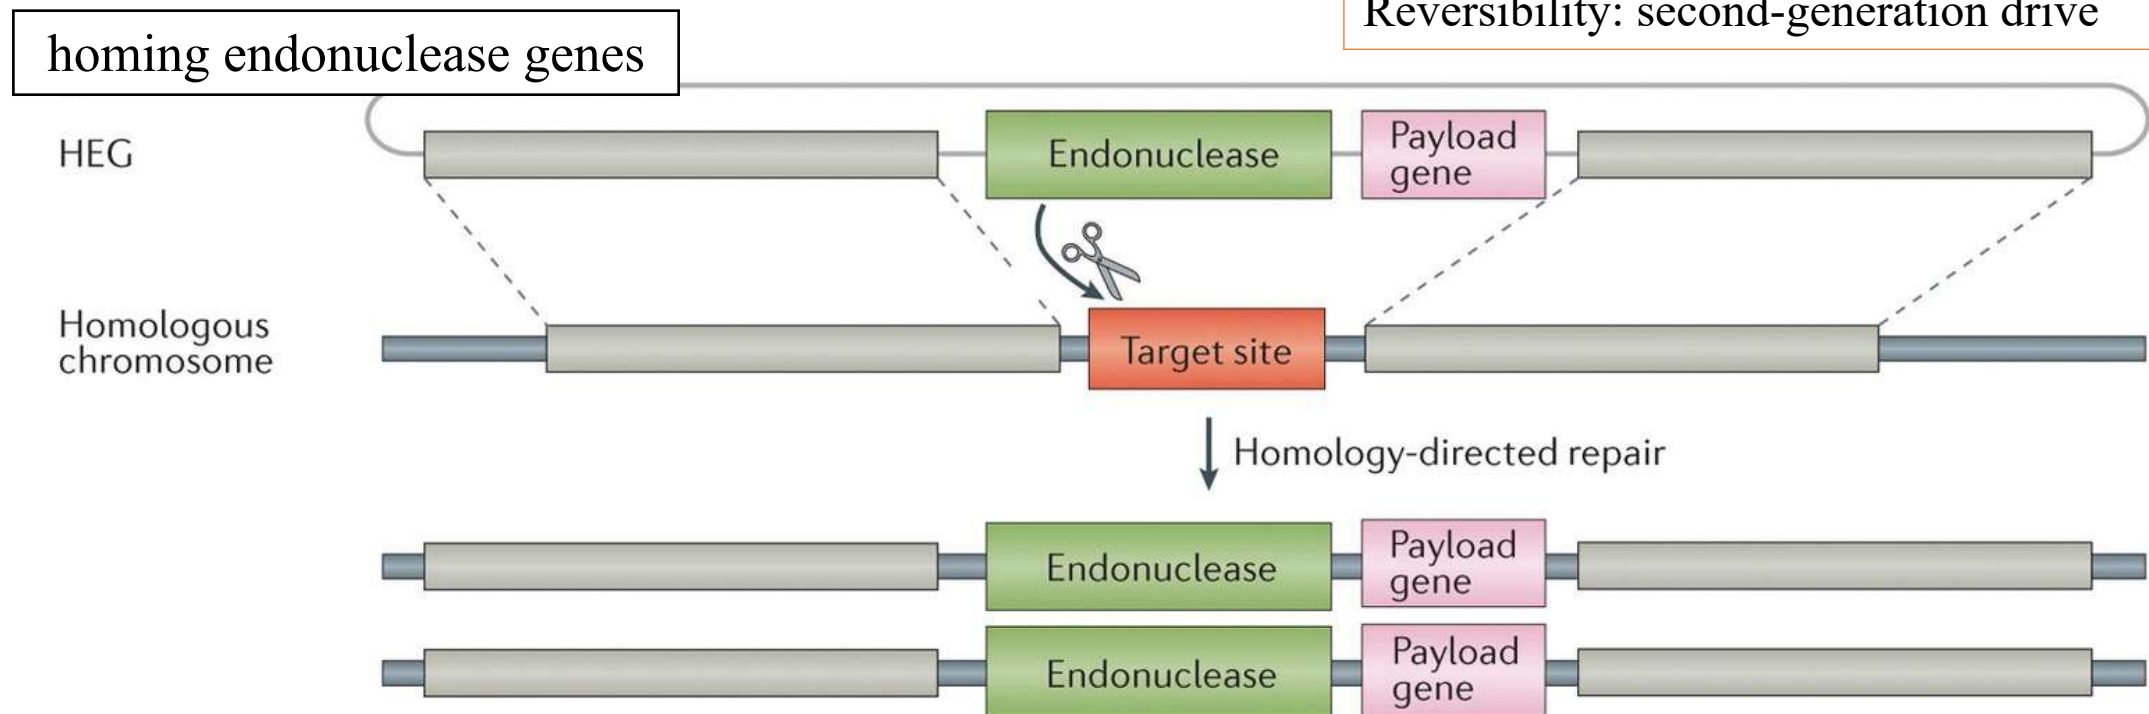 Reversibility: second-generation drive
homing endonuclease genes
HEG
Endonuclease
Payload
gene
Homologous
chromosome
Target site
Homology-directed repair
Endonuclease
Payload
gene
Endonuclease
Payload
gene